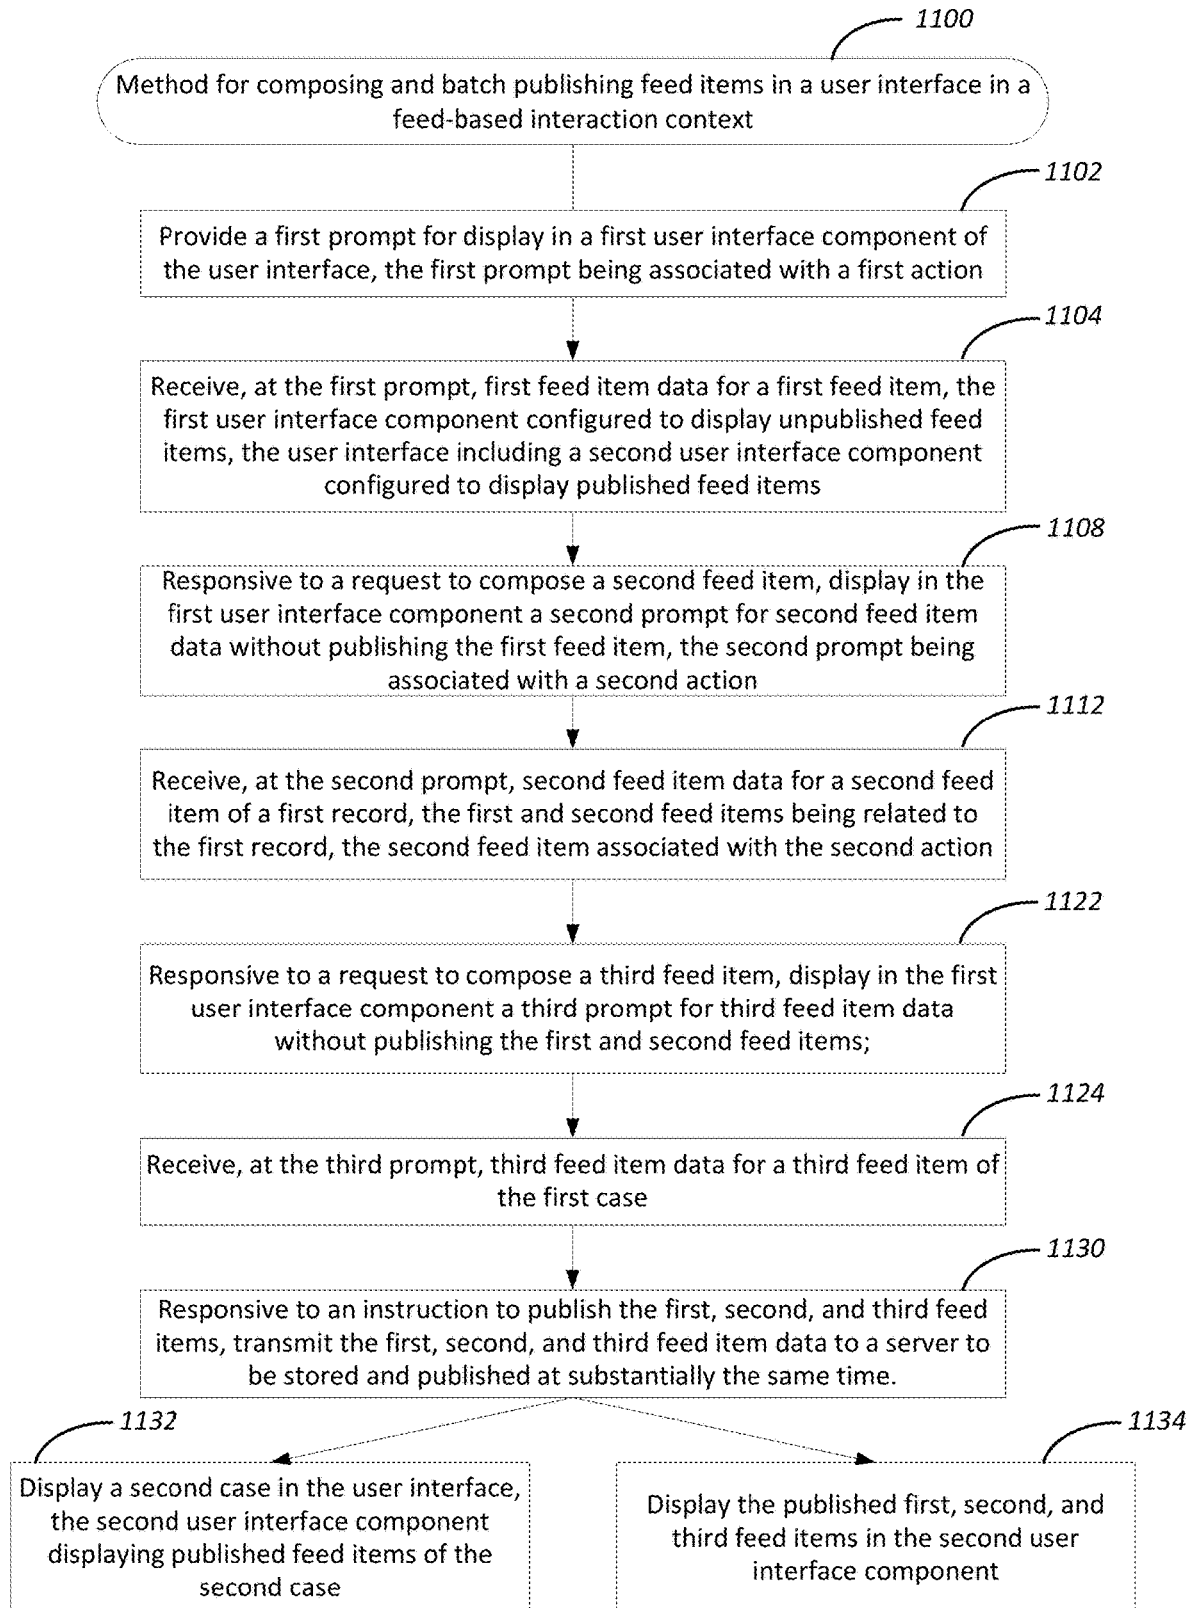 1100
Method for composing and batch publishing feed items in a user interface in a
feed-based interaction context
1102
Provide a first prompt for display in a first user interface component of
the user interface, the first prompt being associated with a first action
1104
Receive, at the first prompt, first feed item data for a first feed item, the
first user interface component configured to display unpublished feed
items, the user interface including a second user interface component
configured to display published feed items
1108
Responsive to a request to compose a second feed item, display in the
first user interface component a second prompt for second feed item
data without publishing the first feed item, the second prompt being
associated with a second action
1112
Receive, at the second prompt, second feed item data for a second feed
item of a first record, the first and second feed items being related to
the first record, the second feed item associated with the second action
1122
Responsive to a request to compose a third feed item, display in the first
user interface component a third prompt for third feed item data
without publishing the first and second feed items;
1124
Receive, at the third prompt, third feed item data for a third feed item of
the first case
1130
Responsive to an instruction to publish the first, second, and third feed
items, transmit the first, second, and third feed item data to a server to
be stored and published at substantially the same time.
1132
Display a second case in the user interface,
the second user interface component
displaying published feed items of the
second case
1134
Display the published first, second, and
third feed items in the second user
interface component